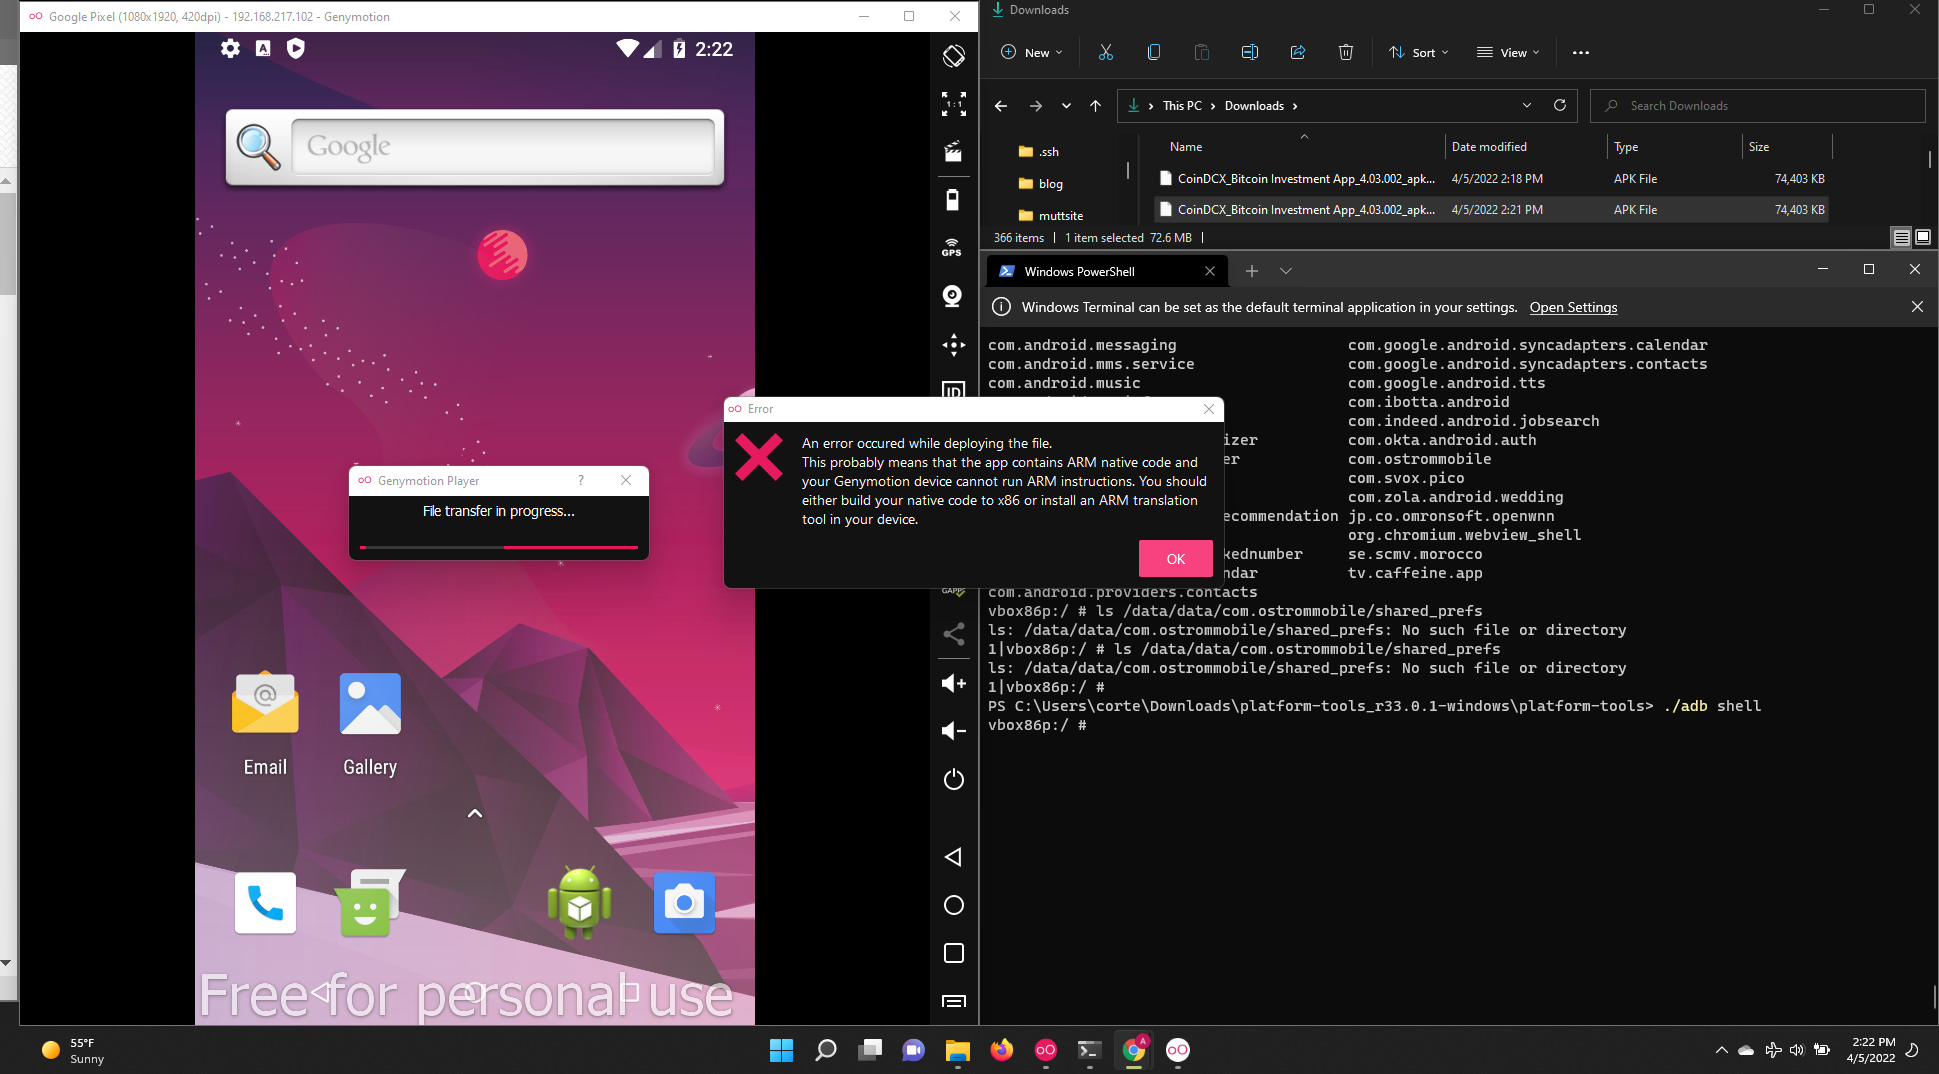 Google Pixel (1080x1920, 420dpi) - 192.168.217.102 - Genymotion
2:22
Google
Email
Gallery
Free for personal use
1:1
GPS
ID
GAPPS
Genymotion Player
?
File transfer in progress...
Error
An error occured while deploying the file.
This probably means that the app contains ARM native code and
your Genymotion device cannot run ARM instructions. You should
either build your native code to x86 or install an ARM translation
tool in your device.
OK
Downloads
New
Sort
View
This PC
Downloads
Search Downloads
.ssh
blog
muttsite
Name Date modified Type Size
CoinDCX_Bitcoin Investment App_4.03.002_apk... 4/5/2022 2:18 PM APK File 74,403 KB
CoinDCX_Bitcoin Investment App_4.03.002_apk... 4/5/2022 2:21 PM APK File 74,403 KB
366 items 1 item selected 72.6 MB
Windows PowerShell
Windows Terminal can be set as the default terminal application in your settings. Open Settings
com.android.messaging com.google.android.syncadapters.calendar
com.android.mms.service com.google.android.syncadapters.contacts
com.android.music com.google.android.tts
com.ibotta.android
com.indeed.android.jobsearch
izer com.okta.android.auth
er com.ostrommobile
com.svox.pico
com.zola.android.wedding
ecommendation jp.co.omronsoft.openwnn
org.chromium.webview_shell
kednumber se.scmv.morocco
ndar tv.caffeine.app
com.android.providers.contacts
vbox86p:/ # ls /data/data/com.ostrommobile/shared_prefs
ls: /data/data/com.ostrommobile/shared_prefs: No such file or directory
1|vbox86p:/ # ls /data/data/com.ostrommobile/shared_prefs
ls: /data/data/com.ostrommobile/shared_prefs: No such file or directory
1|vbox86p:/ #
PS C:\Users\corte\Downloads\platform-tools_r33.0.1-windows\platform-tools> ./adb shell
vbox86p:/ #
55°F
Sunny
2:22 PM
4/5/2022